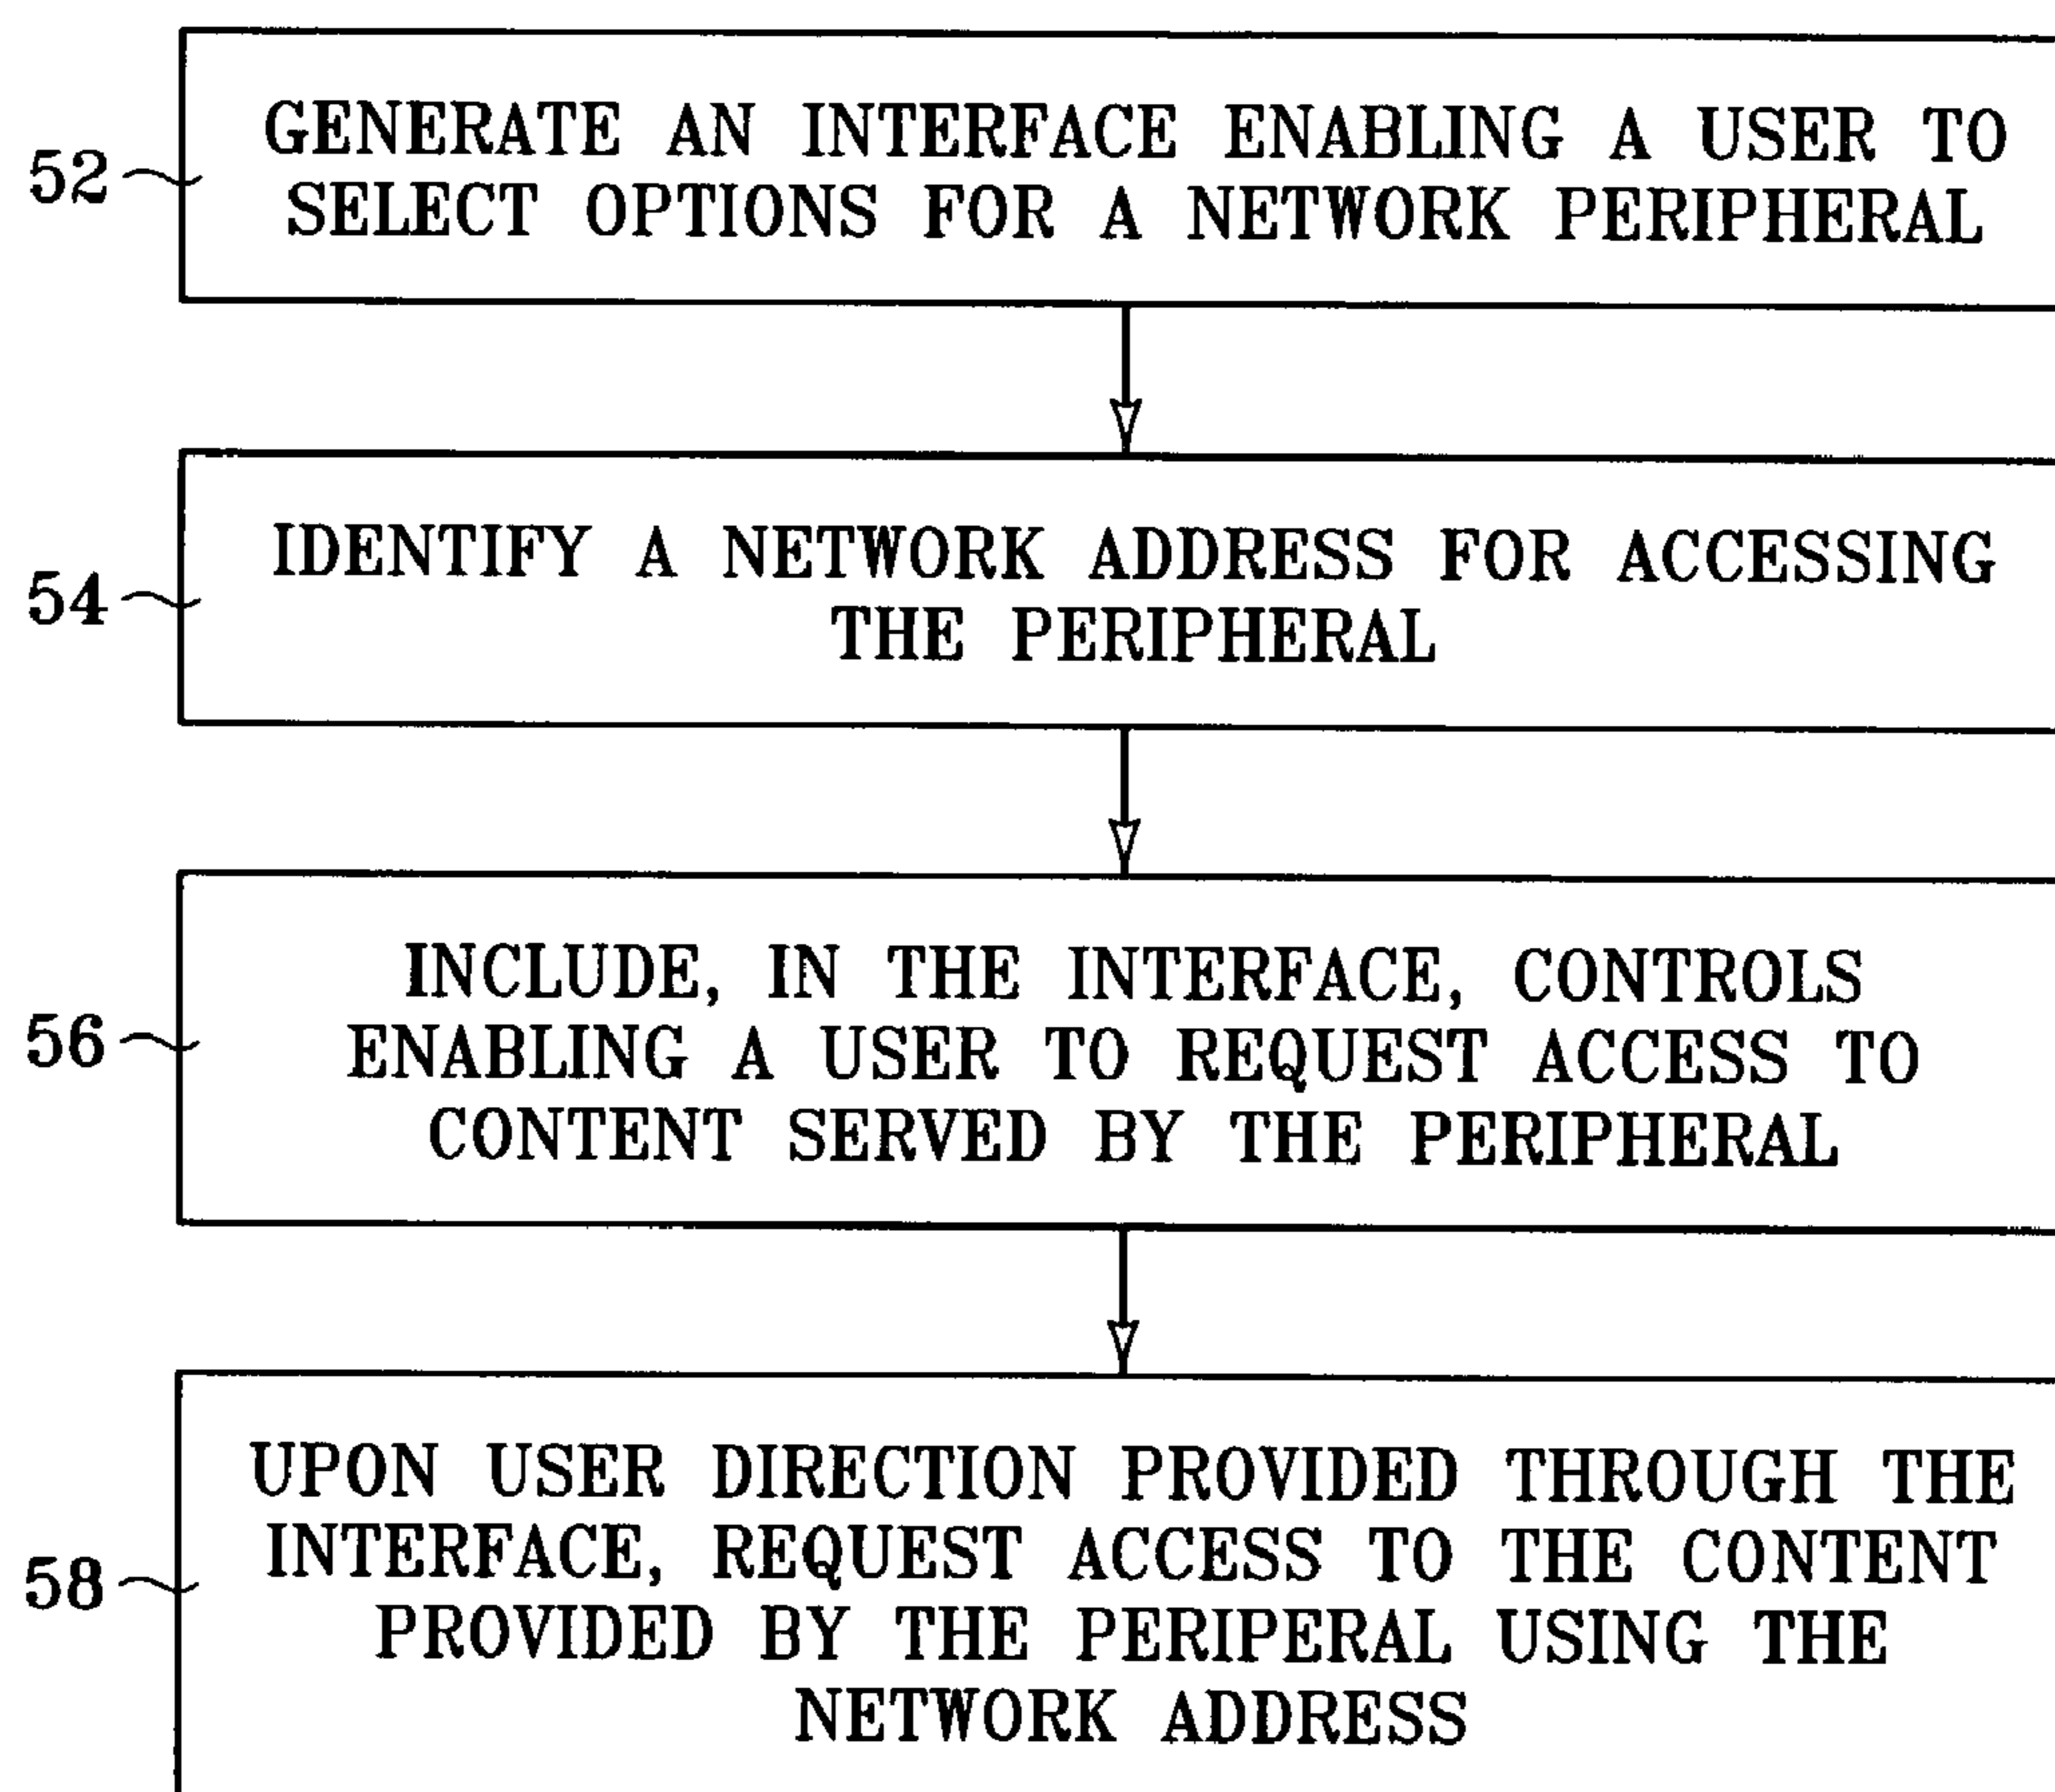 GENERATE AN INTERFACE ENABLING A USER TO
52
SELECT OPTIONS FOR A NETWORK PERIPHERAL
IDENTIFY A NETWORK ADDRESS FOR ACCESSING
54
THE PERIPHERAL
INCLUDE, IN THE INTERFACE, CONTROLS
56
ENABLING A USER TO REQUEST ACCESS TO
CONTENT SERVED BY THE PERIPHERAL
UPON USER DIRECTION PROVIDED THROUGH THE
INTERFACE, REQUEST ACCESS TO THE CONTENT
58
PROVIDED BY THE PERIPERAL USING THE
NETWORK ADDRESS